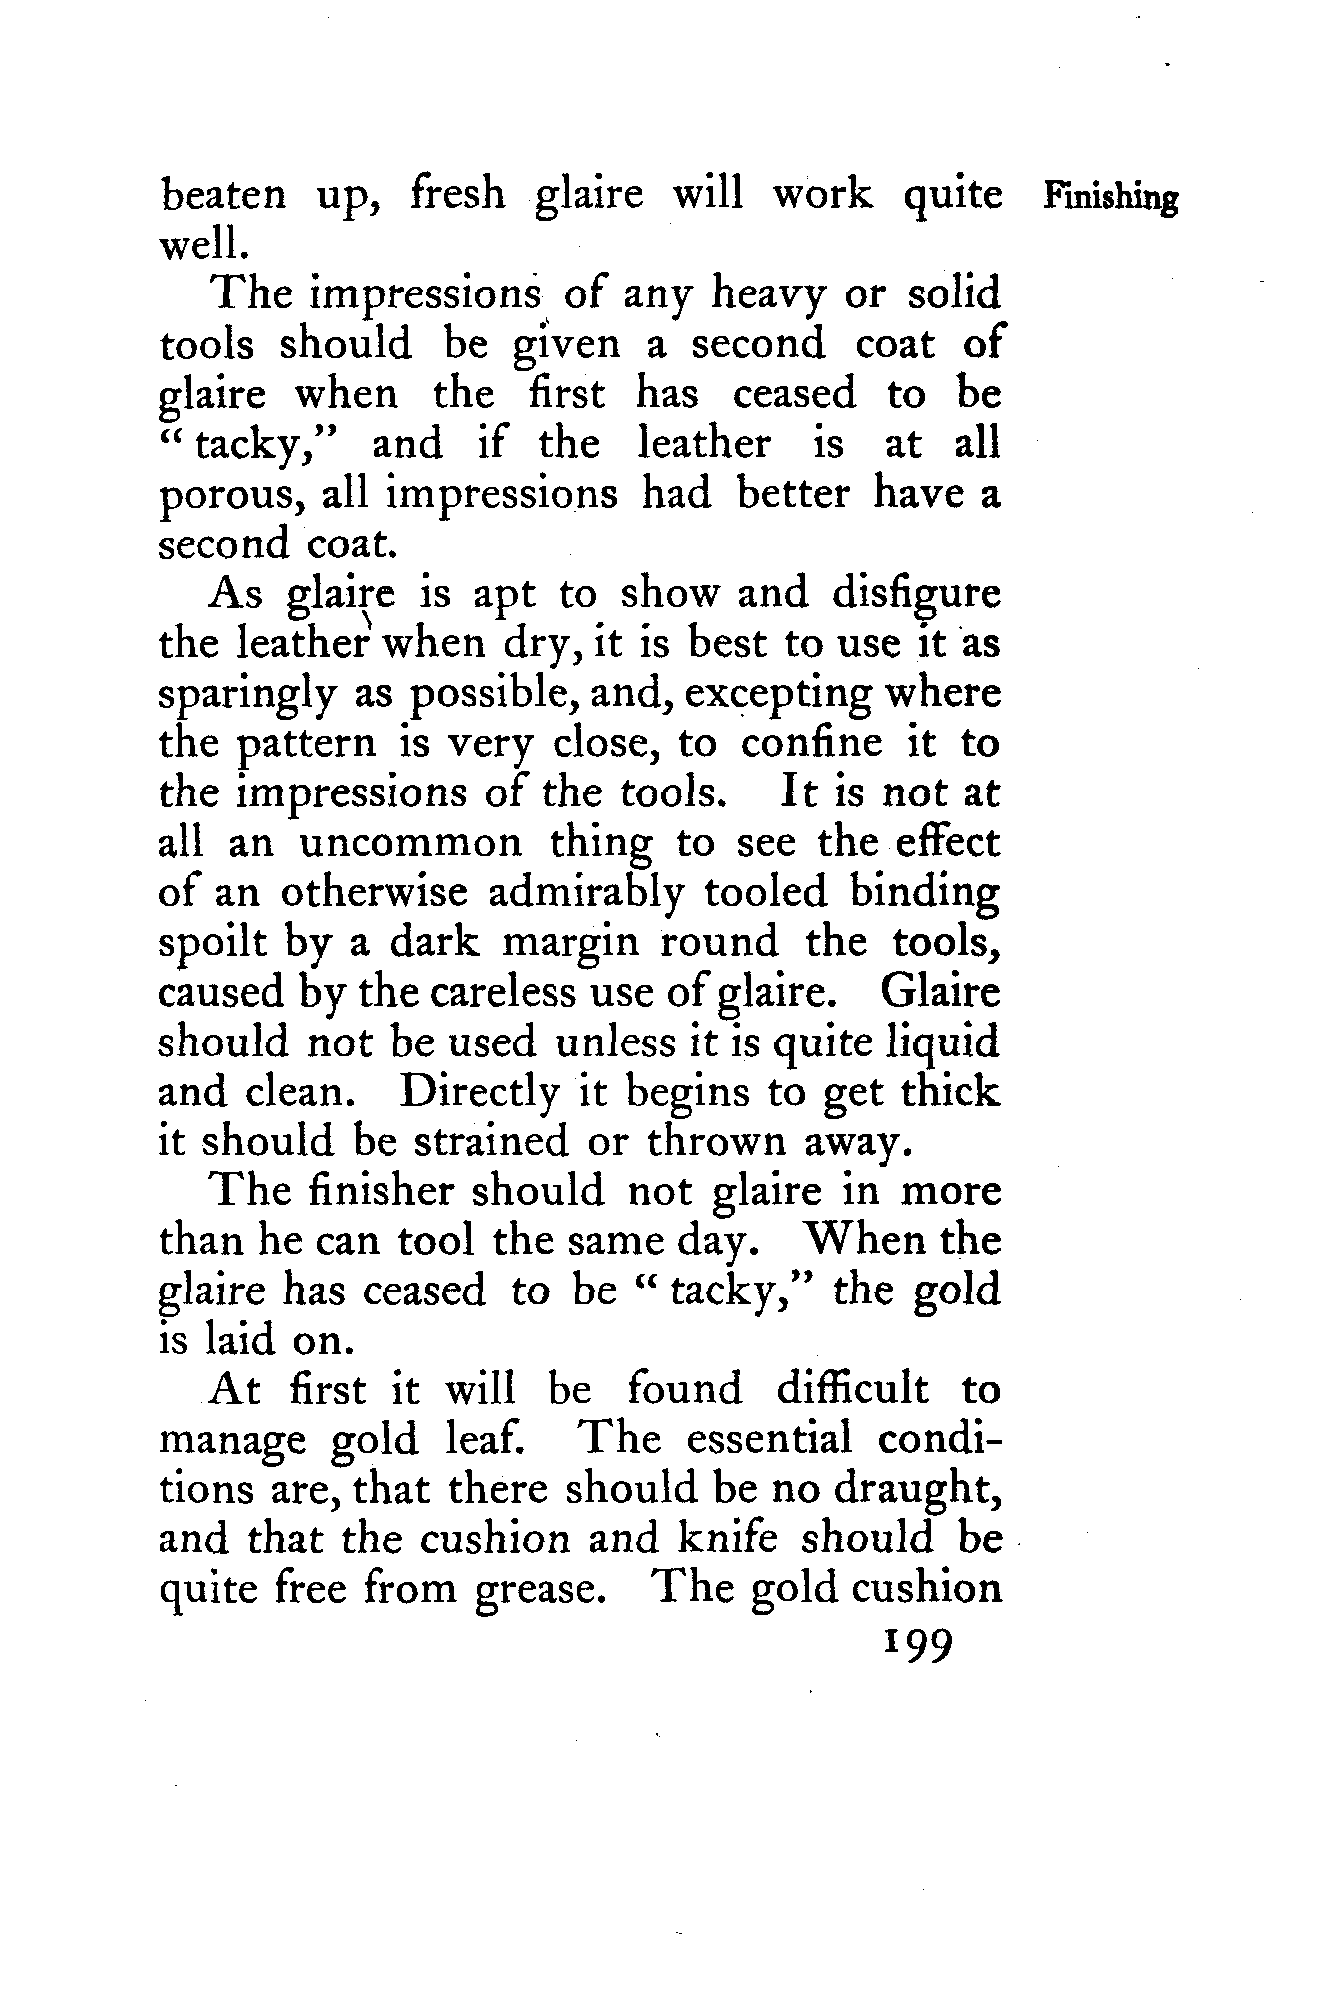 beaten up, fresh glaire will work quite Finishing
well.
The impressions of any heavy or solid
tools should be given a second coat of
glaire when the first has ceased to be
“ tacky,” and if the leather is at all
porous, all impressions had better have a
second coat.
As glaire is apt to show and disfigure
the leather when dry, it is best to use it as
sparingly as possible, and, excepting where
the pattern is very close, to confine it to
the impressions of the tools. It is not at
all an uncommon thing to see the effect
of an otherwise admirably tooled binding
spoilt by a dark margin round the tools,
caused by the careless use of glaire. Glaire
should not be used unless it is quite liquid
and clean. Directly it begins to get thick
it should be strained or thrown away.
The finisher should not glaire in more
than he can tool the same day. When the
glaire has ceased to be “ tacky,” the gold
is laid on.
At first it will be found difficult to
manage gold leaf. The essential condi-
tions are, that there should be no draught,
and that the cushion and knife should be
quite free from grease. The gold cushion
199